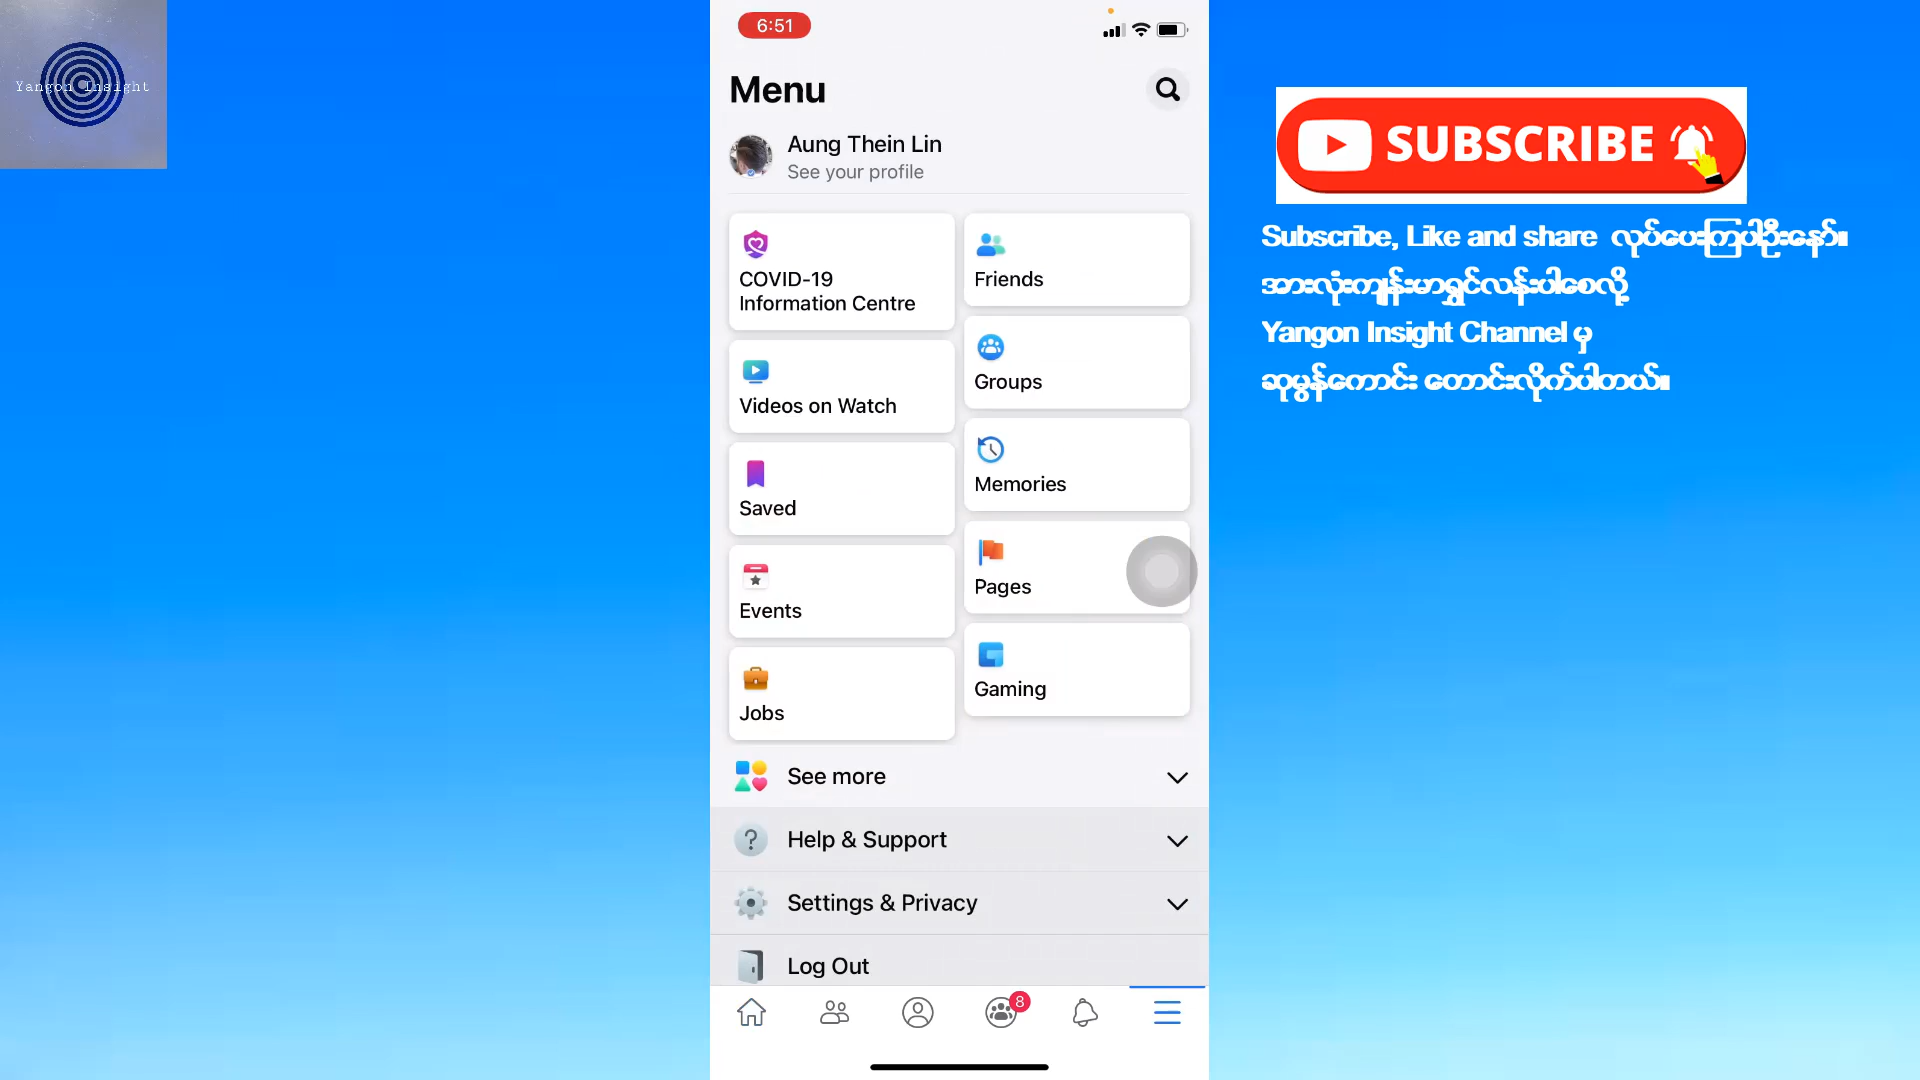 Yangon Insight
6:51
Menu
Aung Thein Lin
See your profile
COVID-19
Information Centre
Friends
Groups
Videos on Watch
Memories
Saved
Pages
Events
Gaming
Jobs
See more
Help & Support
Settings & Privacy
Log Out
8
SUBSCRIBE
Subscribe, Like and share လုပ်ပေးကြပါဦးနော်။
အားလုံးကျန်းမာရွှင်လန်းပါစေလို့
Yangon Insight Channel မှ
ဆုမွန်ကောင်း တောင်းလိုက်ပါတယ်။